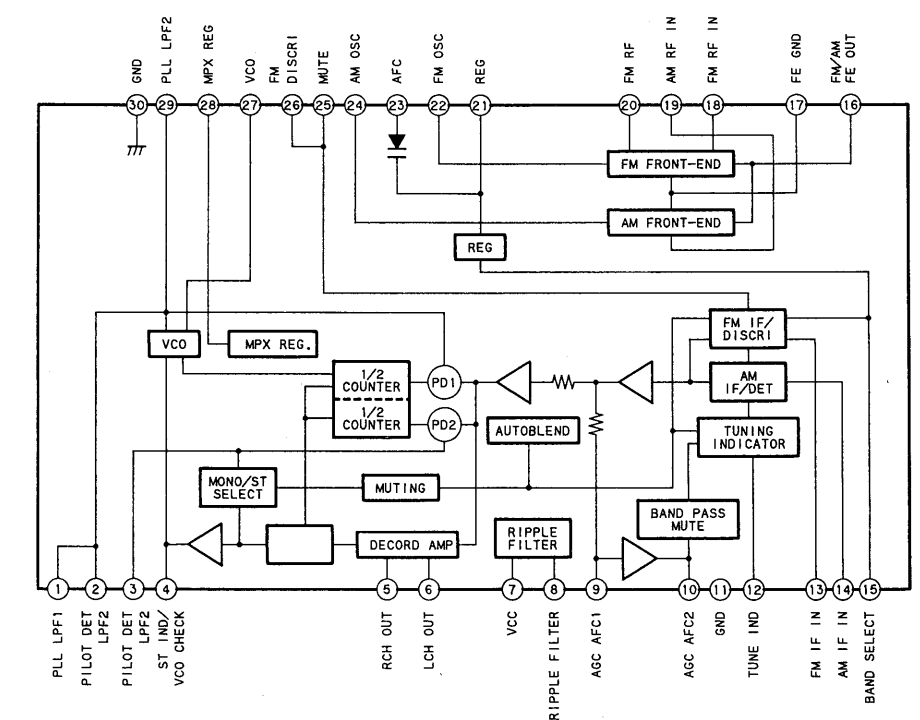 GND
PLL LPF2
MPX REG
VCO
FM
DISCRI
MUTE
AM OSC
AFC
FM OSC
REG
FM RF
AM RF IN
FM RF IN
FE GND
FM/AM
FE OUT
30
29
28
27
26
25
24
23
22
21
20
19
18
17
16
FM FRONT-END
AM FRONT-END
REG
VCO
MPX REG.
FM IF/
DISCRI
1/2
COUNTER
PD1
AM
IF/DET
1/2
COUNTER
PD2
AUTOBLEND
TUNING
INDICATOR
MONO/ST
SELECT
MUTING
BAND PASS
MUTE
DECORD AMP
RIPPLE
FILTER
1
2
3
4
5
6
7
8
9
10
11
12
13
14
15
PLL LPF1
PILOT DET
LPF2
PILOT DET
LPF2
ST IND/
VCO CHECK
RCH OUT
LCH OUT
VCC
RIPPLE FILTER
AGC AFC1
AGC AFC2
GND
TUNE IND
FM IF IN
AM IF IN
BAND SELECT